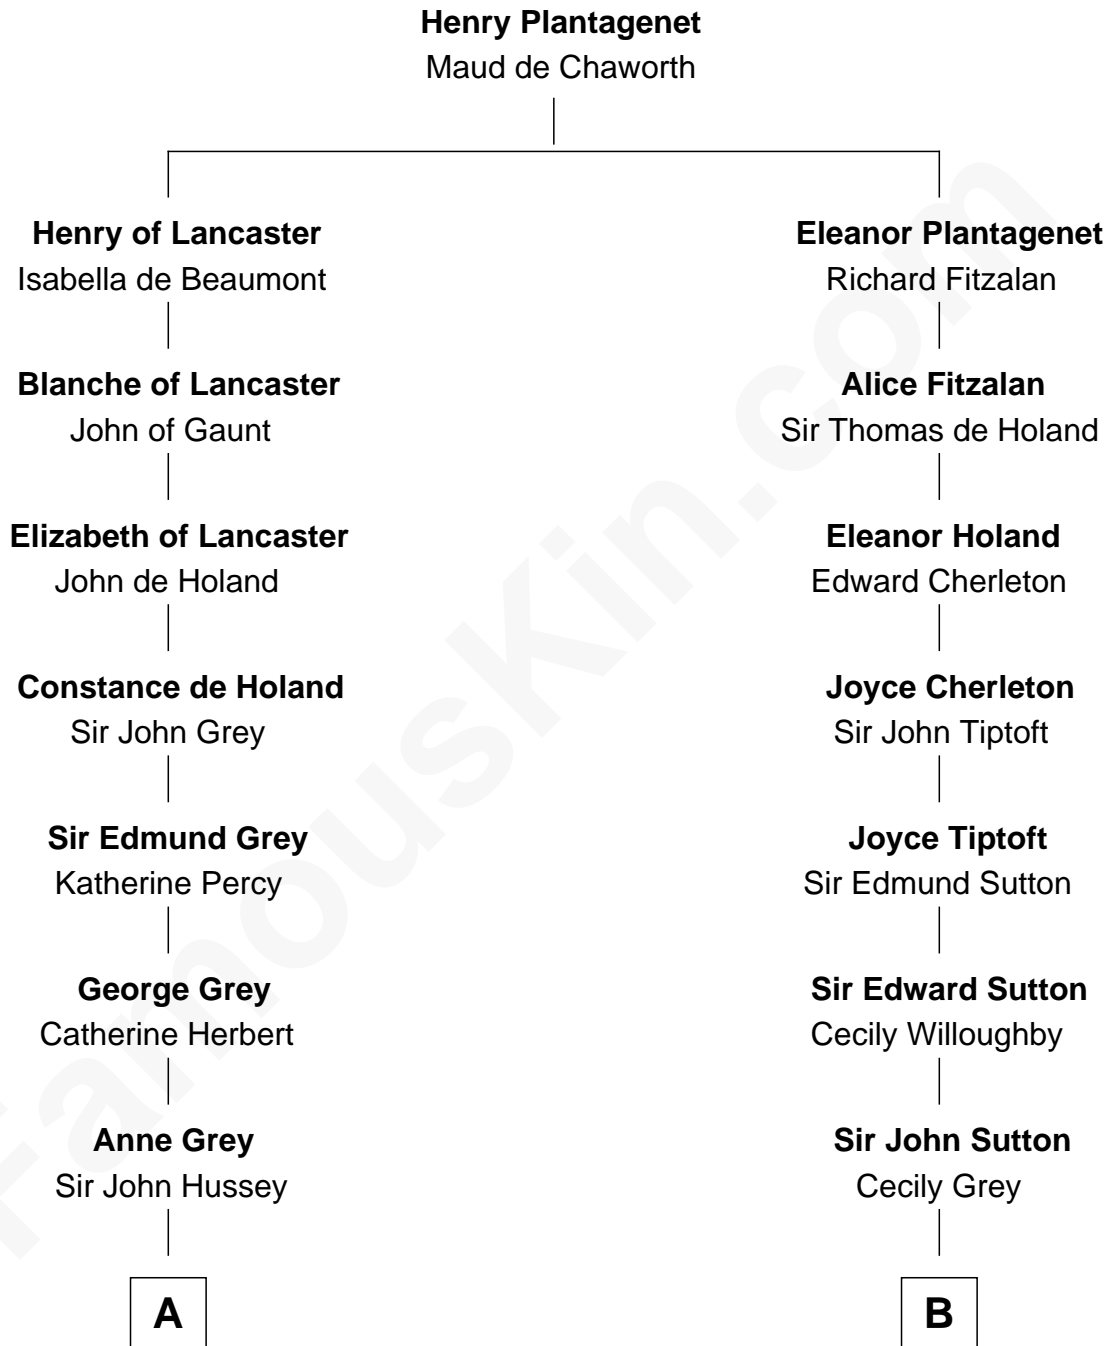 Henry Plantagenet
Maud de Chaworth
Henry of Lancaster
Isabella de Beaumont
Eleanor Plantagenet
Richard Fitzalan
Blanche of Lancaster
John of Gaunt
Alice Fitzalan
Sir Thomas de Holand
Elizabeth of Lancaster
John de Holand
Eleanor Holand
Edward Cherleton
Constance de Holand
Sir John Grey
Joyce Cherleton
Sir John Tiptoft
Sir Edmund Grey
Katherine Percy
Joyce Tiptoft
Sir Edmund Sutton
George Grey
Catherine Herbert
Sir Edward Sutton
Cecily Willoughby
Anne Grey
Sir John Hussey
Sir John Sutton
Cecily Grey
A
B
FamousKin.com